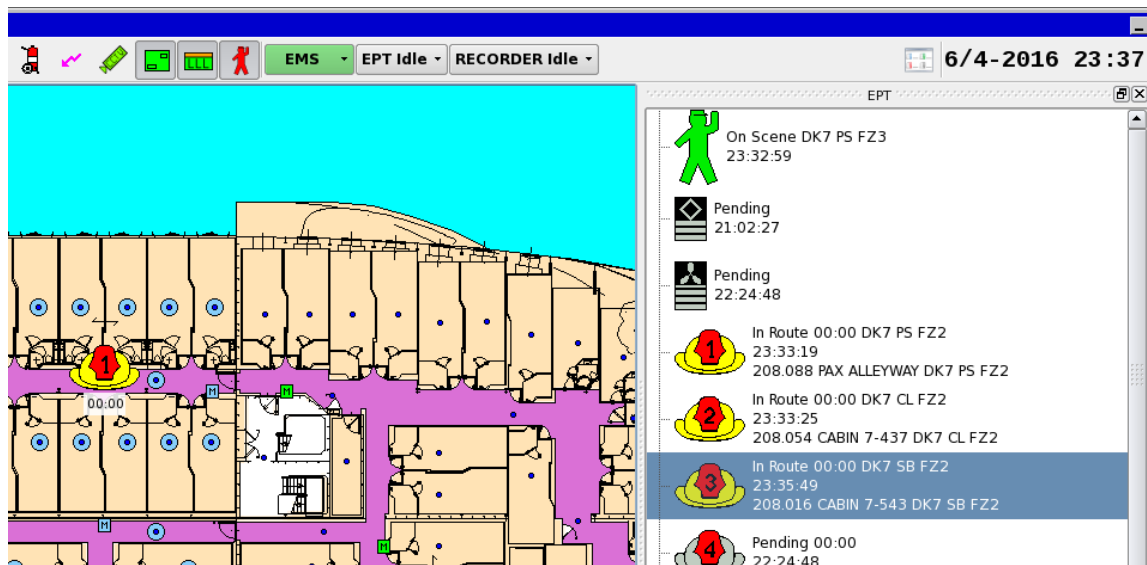 EMS
EPT Idle
RECORDER Idle
6/4-2016 23:37
EPT
On Scene DK7 PS FZ3
23:32:59
Pending
21:02:27
Pending
22:24:48
1
In Route 00:00 DK7 PS FZ2
23:33:19
208.088 PAX ALLEYWAY DK7 PS FZ2
2
In Route 00:00 DK7 CL FZ2
23:33:25
208.054 CABIN 7-437 DK7 CL FZ2
3
In Route 00:00 DK7 SB FZ2
23:35:49
208.016 CABIN 7-543 DK7 SB FZ2
4
Pending 00:00
22:24:48
1
00:00
M
M
M
M